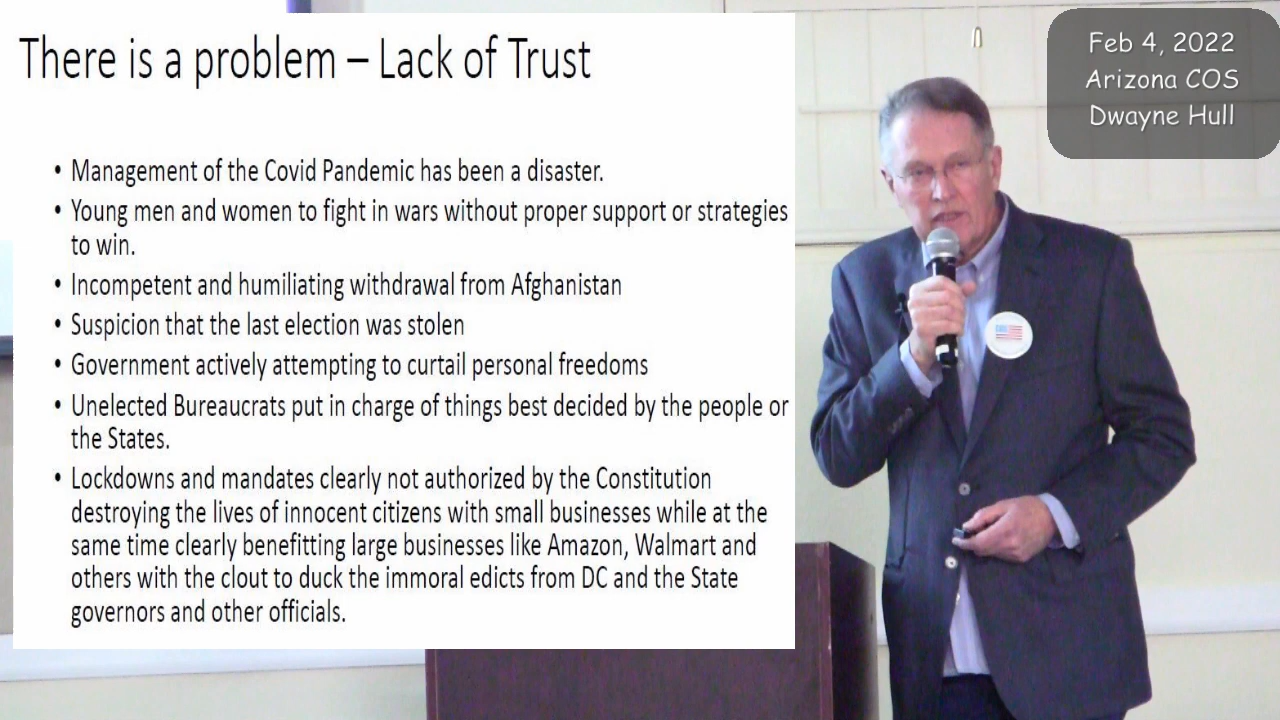 There is a problem – Lack of Trust
• Management of the Covid Pandemic has been a disaster.
• Young men and women to fight in wars without proper support or strategies
to win.
• Incompetent and humiliating withdrawal from Afghanistan
• Suspicion that the last election was stolen
• Government actively attempting to curtail personal freedoms
• Unelected Bureaucrats put in charge of things best decided by the people or
the States.
• Lockdowns and mandates clearly not authorized by the Constitution
destroying the lives of innocent citizens with small businesses while at the
same time clearly benefitting large businesses like Amazon, Walmart and
others with the clout to duck the immoral edicts from DC and the State
governors and other officials.
Feb 4, 2022
Arizona COS
Dwayne Hull